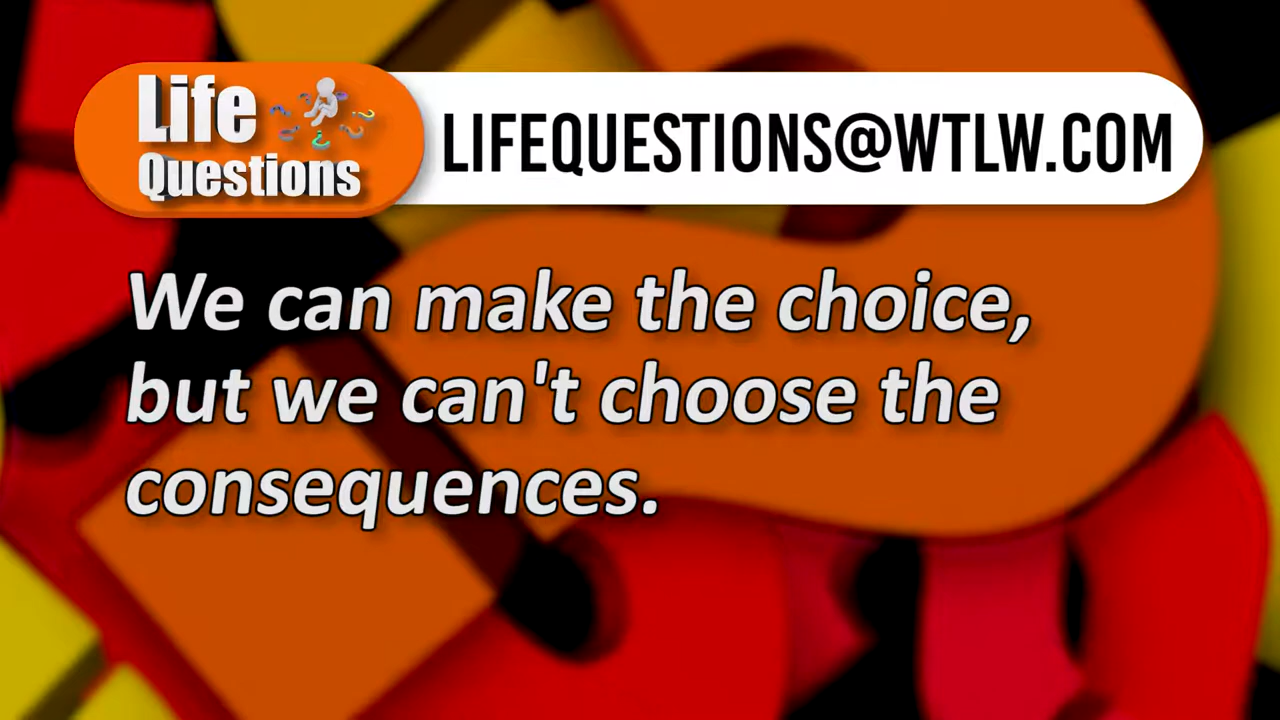 Life
Questions
LIFEQUESTIONS@WTLW.COM
We can make the choice,
but we can't choose the
consequences.